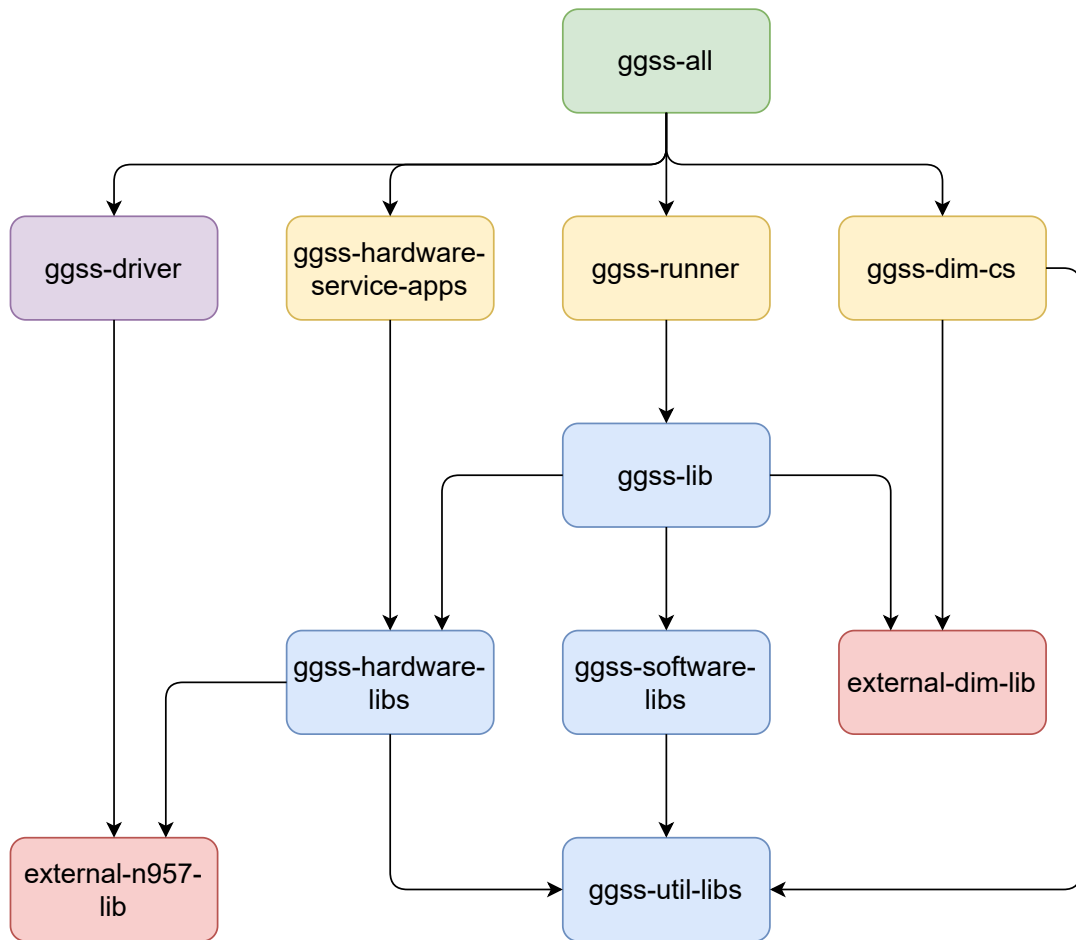 ggss-all
ggss-driver
ggss-hardware-
service-apps
ggss-runner
ggss-dim-cs
ggss-lib
ggss-hardware-
libs
ggss-software-
libs
external-dim-lib
external-n957-
lib
ggss-util-libs